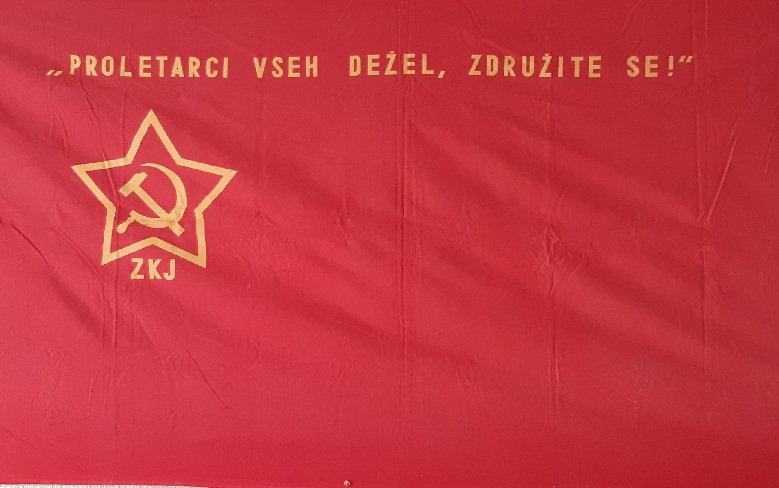 „PROLETARCI VSEH DEŽEL, ZDRUŽITE SE!”
ZKJ